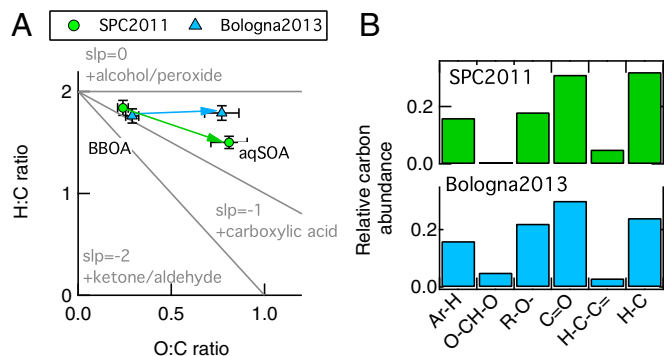 A
SPC2011 Bologna2013
slp=0
+alcohol/peroxide
2
1
0
H:C ratio
BBOA
aqSOA
slp=-1
+carboxylic acid
slp=-2
+ketone/aldehyde
0.0 0.5 1.0
O:C ratio
B
SPC2011
0.2
0.0
Bologna2013
0.2
0.0
Relative carbon
abundance
Ar-H O-CH-O R-O- C=O H-C-C= H-C